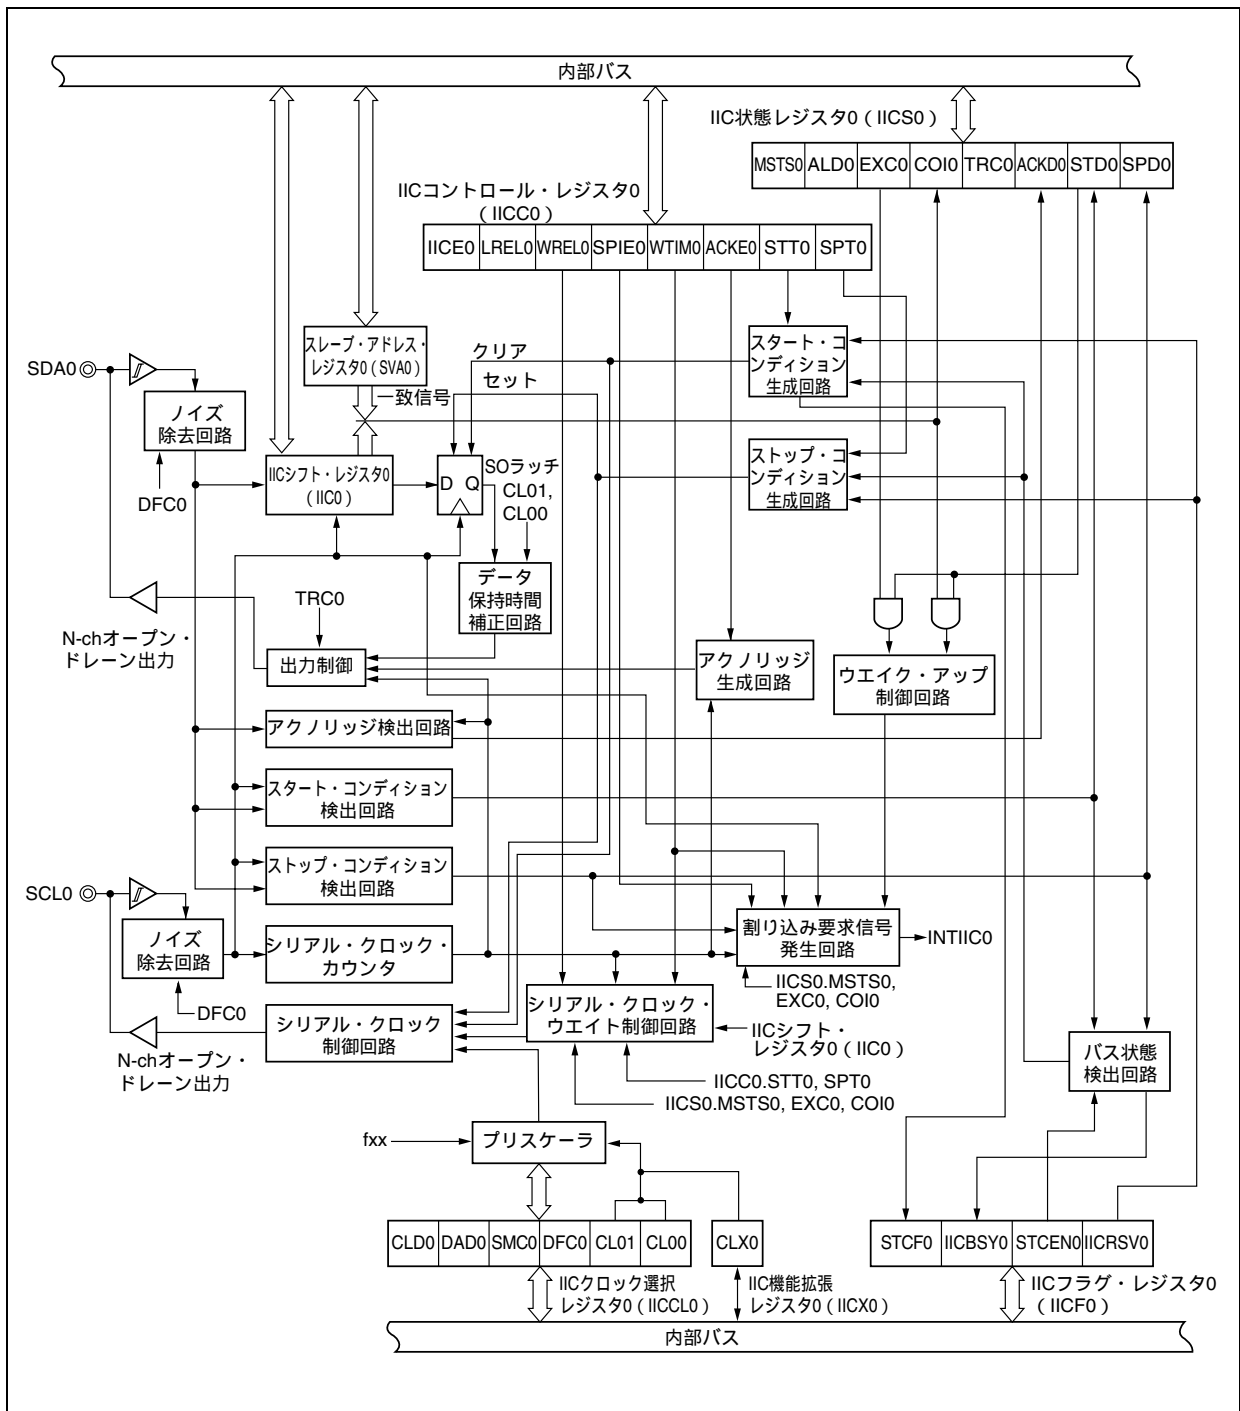 内部バス
IIC状態レジスタ0（IICS0）
MSTS0 ALD0 EXC0 COI0 TRC0 ACKD0 STD0 SPD0
IICコントロール・レジスタ0
（IICC0）
IICE0 LREL0 WREL0 SPIE0 WTIM0 ACKE0 STT0 SPT0
スレーブ・アドレス・
レジスタ0（SVA0）
クリア
スタート・コ
ンディション
生成回路
SDA0
セット
一致信号
ノイズ
除去回路
ストップ・コ
ンディション
生成回路
IICシフト・レジスタ0
（IIC0）
D Q
SOラッチ
CL01,
CL00
DFC0
データ
保持時間
補正回路
TRC0
N-chオープン・
ドレーン出力
出力制御
アクノリッジ
生成回路
ウエイク・アップ
制御回路
アクノリッジ検出回路
スタート・コンディション
検出回路
ストップ・コンディション
検出回路
SCL0
ノイズ
除去回路
シリアル・クロック・
カウンタ
割り込み要求信号
発生回路
INTIIC0
IICS0.MSTS0,
EXC0, COI0
DFC0
シリアル・クロック
制御回路
シリアル・クロック・
ウエイト制御回路
IICシフト・
レジスタ0（IIC0）
N-chオープン・
ドレーン出力
バス状態
検出回路
IICC0.STT0, SPT0
IICS0.MSTS0, EXC0, COI0
fxx
プリスケーラ
CLD0 DAD0 SMC0 DFC0 CL01 CL00
CLX0
STCF0 IICBSY0 STCEN0 IICRSV0
IICクロック選択
レジスタ0（IICCL0）
IIC機能拡張
レジスタ0（IICX0）
IICフラグ・レジスタ0
（IICF0）
内部バス